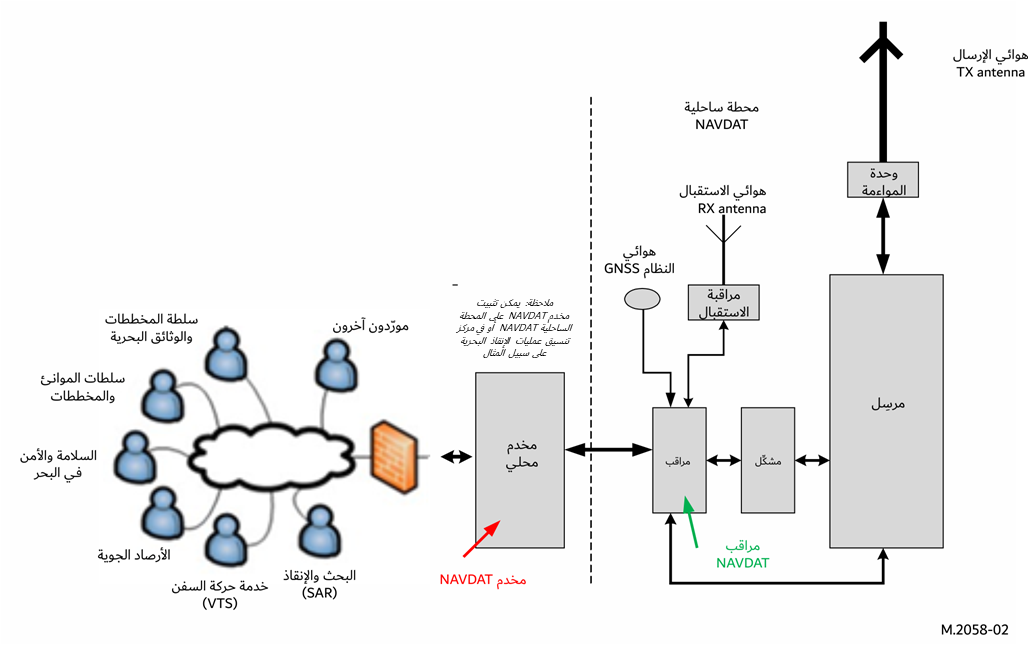 هوائي الإرسال
TX antenna
محطة ساحلية
NAVDAT
وحدة
المواءمة
هوائي الاستقبال
RX antenna
هوائي
النظام GNSS
مراقبة
الاستقبال
ملاحظة: يمكن تثبيت
مخدم NAVDAT على المحطة
الساحلية NAVDAT أو في مركز
تنسيق عمليات الإنقاذ البحرية
على سبيل المثال
سلطة المخططات
والوثائق البحرية
مورّدون آخرون
سلطات الموانئ
والمخططات
السلامة والأمن
في البحر
الأرصاد الجوية
خدمة حركة السفن
(VTS)
البحث والإنقاذ
(SAR)
مخدم
محلي
مراقب
مشكّل
مرسِل
مخدم NAVDAT
مراقب
NAVDAT
M.2058-02